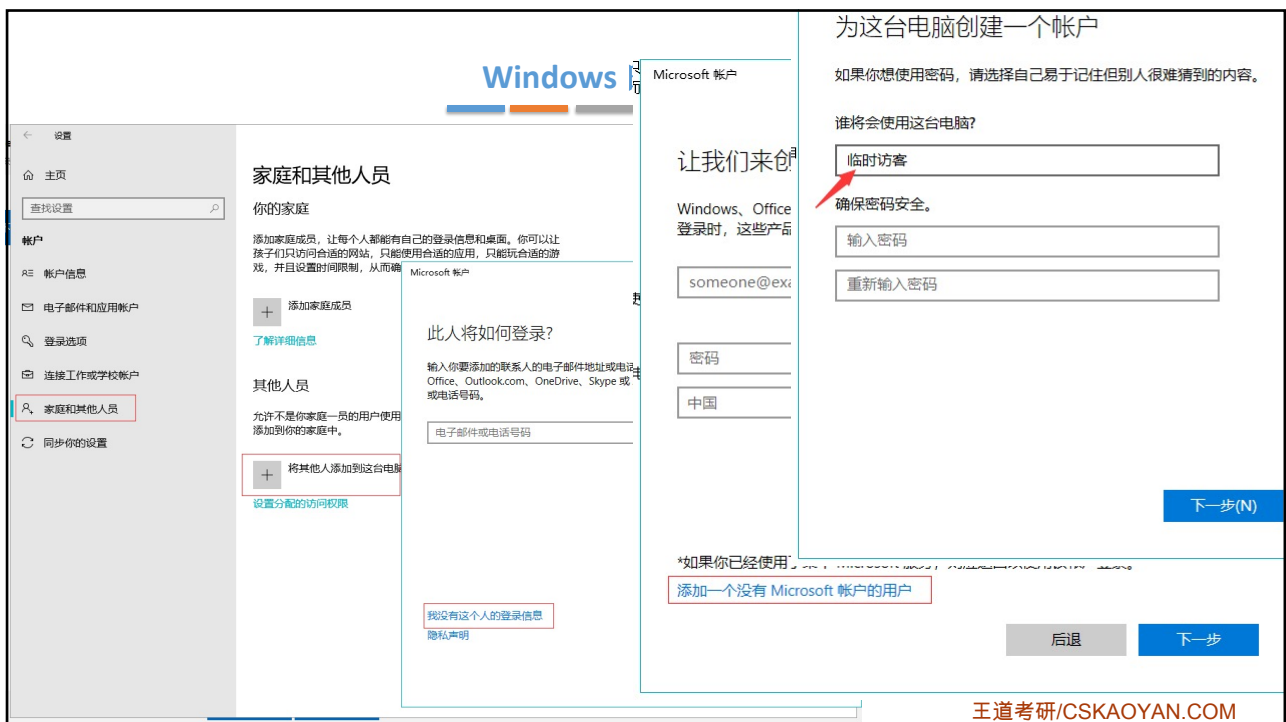 Windows
设置
主页
查找设置
帐户
帐户信息
电子邮件和应用帐户
登录选项
连接工作或学校帐户
家庭和其他人员
同步你的设置
家庭和其他人员
你的家庭
添加家庭成员，让每个人都能有自己的登录信息和桌面。你可以让
孩子们只访问合适的网站，只能使用合适的应用，只能玩合适的游
戏，并且设置时间限制，从而确
添加家庭成员
了解详细信息
其他人员
允许不是你家庭一员的用户使用
添加到你的家庭中。
将其他人添加到这台电脑
设置分配的访问权限
Microsoft 帐户
此人将如何登录?
输入你要添加的联系人的电子邮件地址或电话
Office、Outlook.com、OneDrive、Skype 或
或电话号码。
电子邮件或电话号码
我没有这个人的登录信息
隐私声明
Microsoft 帐户
让我们来创
Windows、Office
登录时，这些产品
someone@exa
密码
中国
*如果你已经使用
添加一个没有 Microsoft 帐户的用户
后退
下一步
为这台电脑创建一个帐户
如果你想使用密码，请选择自己易于记住但别人很难猜到的内容。
谁将会使用这台电脑?
临时访客
确保密码安全。
输入密码
重新输入密码
下一步(N)
王道考研/CSKAOYAN.COM